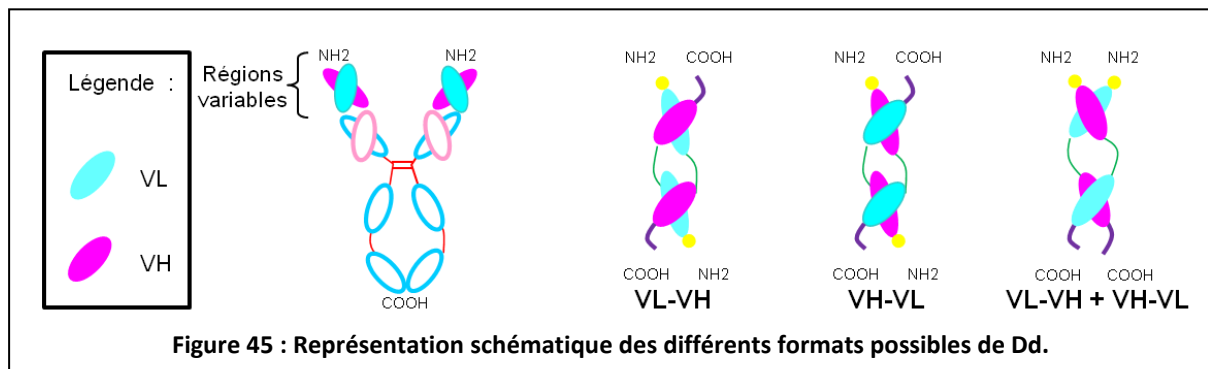 Légende :
VL
VH
Régions
variables
NH2
NH2
COOH
NH2 COOH
COOH NH2
VL-VH
NH2 COOH
COOH NH2
VH-VL
NH2 NH2
COOH COOH
VL-VH + VH-VL
Figure 45 : Représentation schématique des différents formats possibles de Dd.